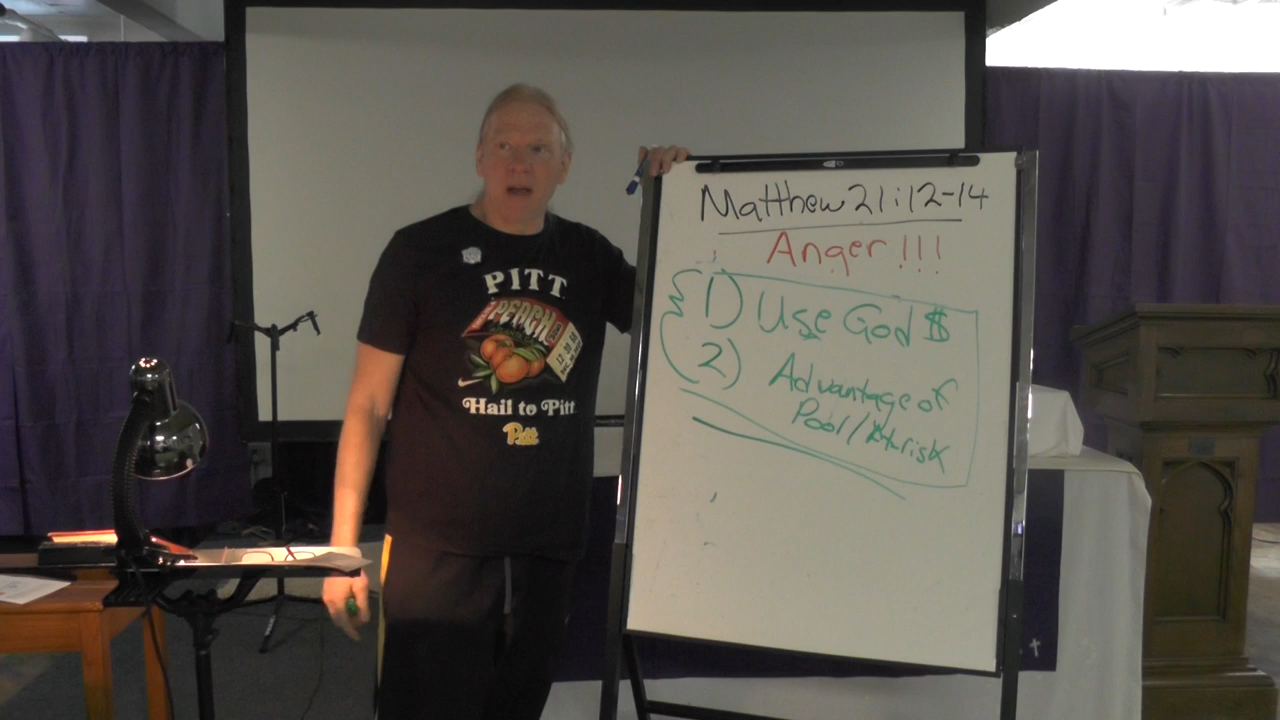 Matthew 21:12-14
Anger!!!
1) Use God $
2) Advantage of
Pool/At risk
PITT
PEACH
Hail to Pitt
Pitt